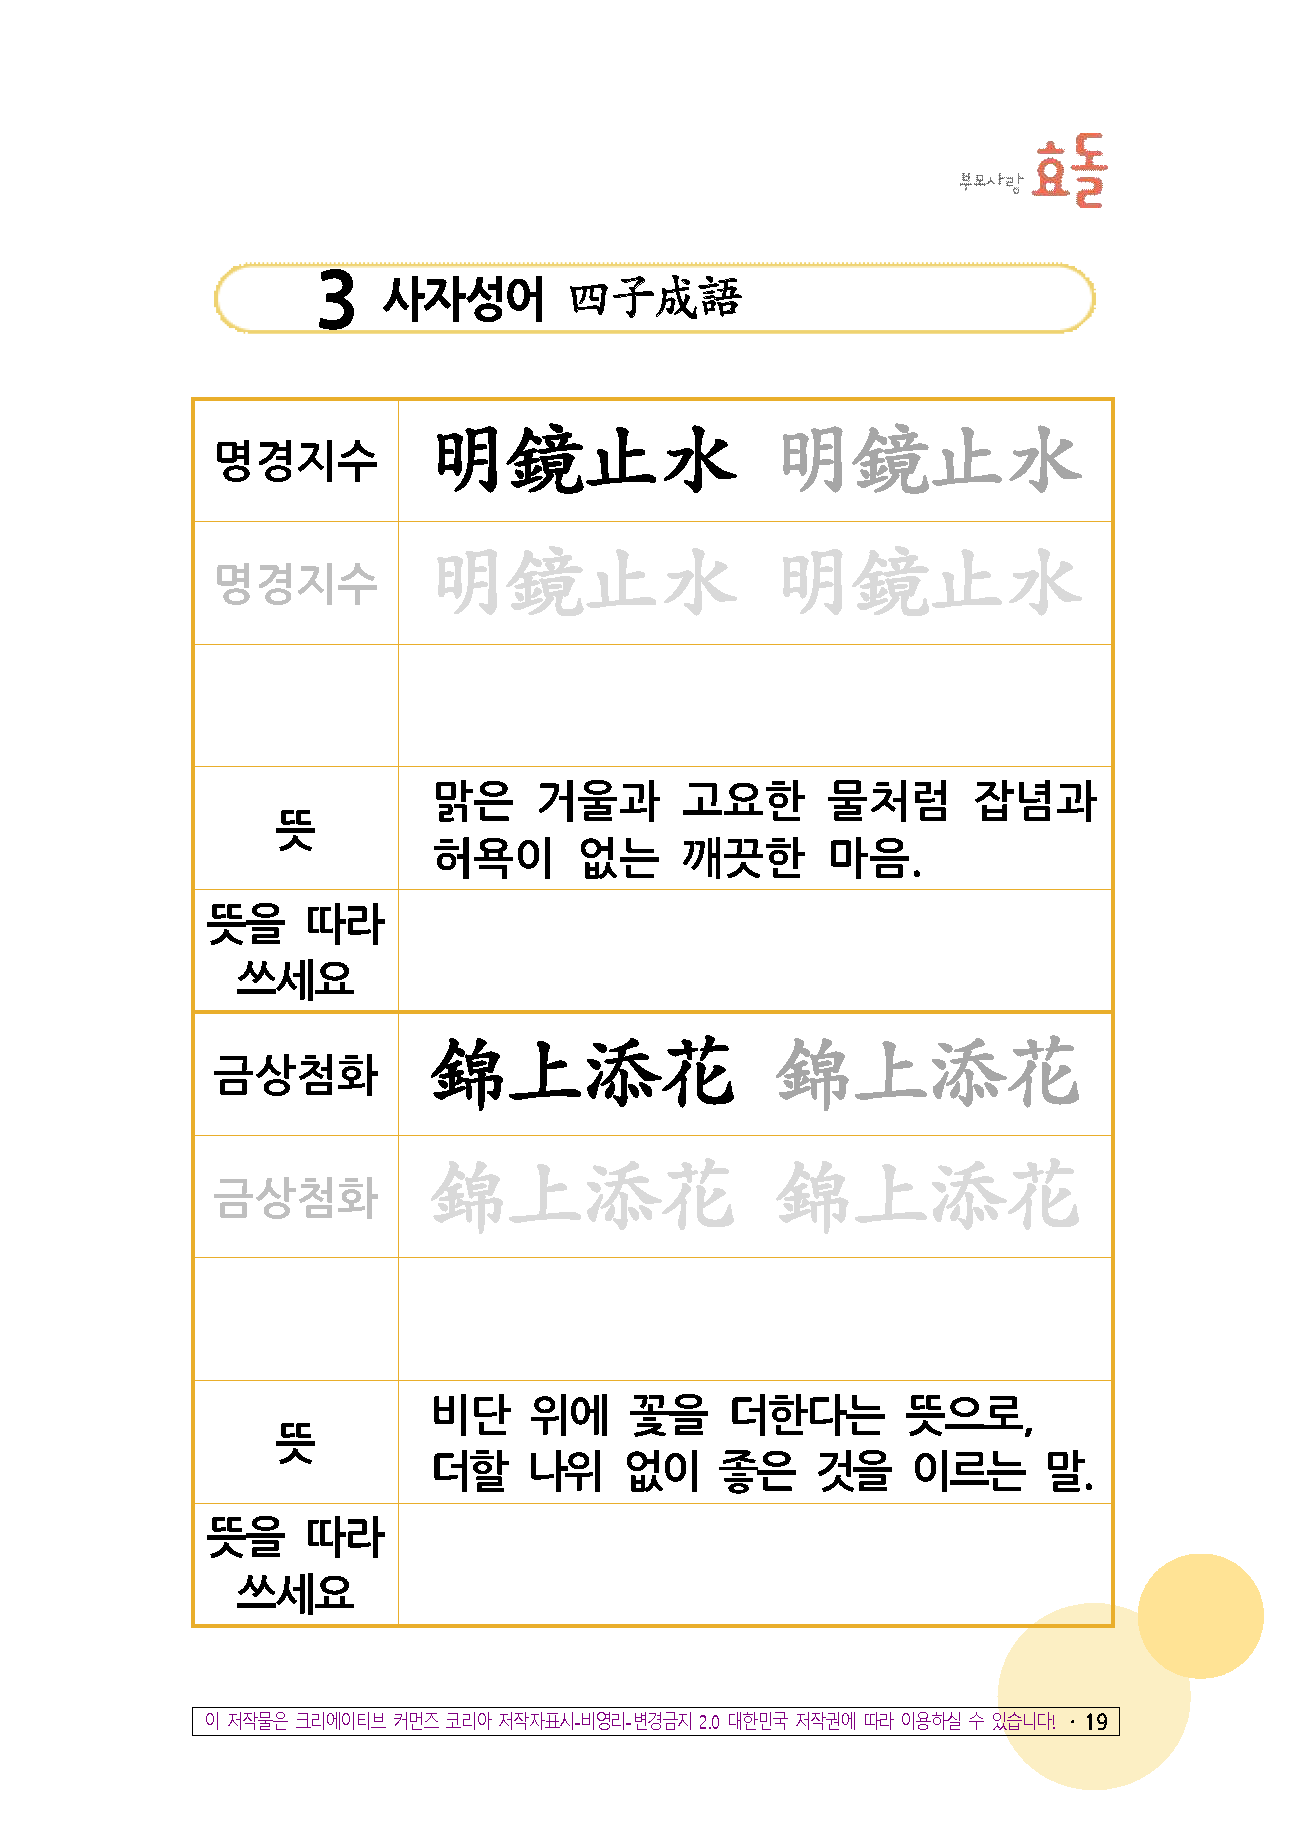 부모사랑 효돌
3 사자성어 四子成語
명경지수 明鏡止水 明鏡止水
명경지수 明鏡止水 明鏡止水
뜻
맑은 거울과 고요한 물처럼 잡념과
허욕이 없는 깨끗한 마음.
뜻을 따라
쓰세요
금상첨화 錦上添花 錦上添花
금상첨화 錦上添花 錦上添花
뜻
비단 위에 꽃을 더한다는 뜻으로,
더할 나위 없이 좋은 것을 이르는 말.
뜻을 따라
쓰세요
이 저작물은 크리에이티브 커먼즈 코리아 저작자표시-비영리-변경금지 2.0 대한민국 저작권에 따라 이용하실 수 있습니다! · 19